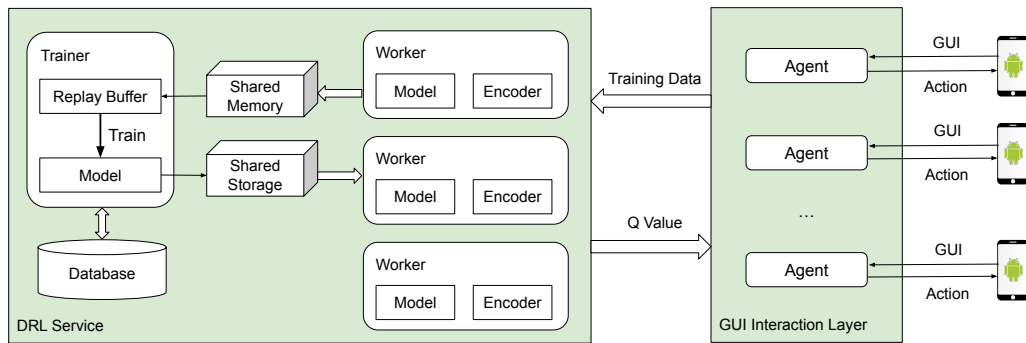 Trainer
Replay Buffer
Train
Model
Database
DRL Service
Shared
Memory
Shared
Storage
Worker
Model Encoder
Worker
Model Encoder
Worker
Model Encoder
Training Data
Q Value
Agent
Agent
...
Agent
GUI Interaction Layer
GUI
Action
GUI
Action
GUI
Action